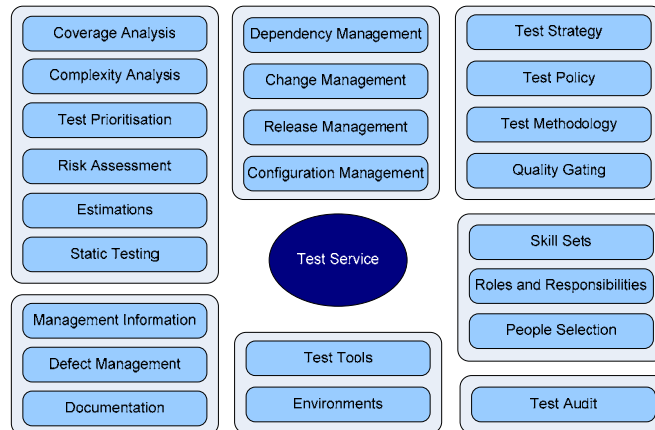 Coverage Analysis
Complexity Analysis
Test Prioritisation
Risk Assessment
Estimations
Static Testing
Management Information
Defect Management
Documentation
Dependency Management
Change Management
Release Management
Configuration Management
Test Service
Test Tools
Environments
Test Strategy
Test Policy
Test Methodology
Quality Gating
Skill Sets
Roles and Responsibilities
People Selection
Test Audit